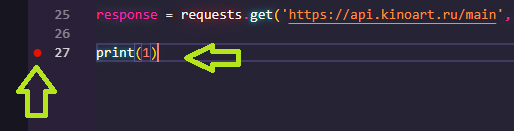 25 response = requests.get('https://api.kinoart.ru/main',
26
27 print(1)